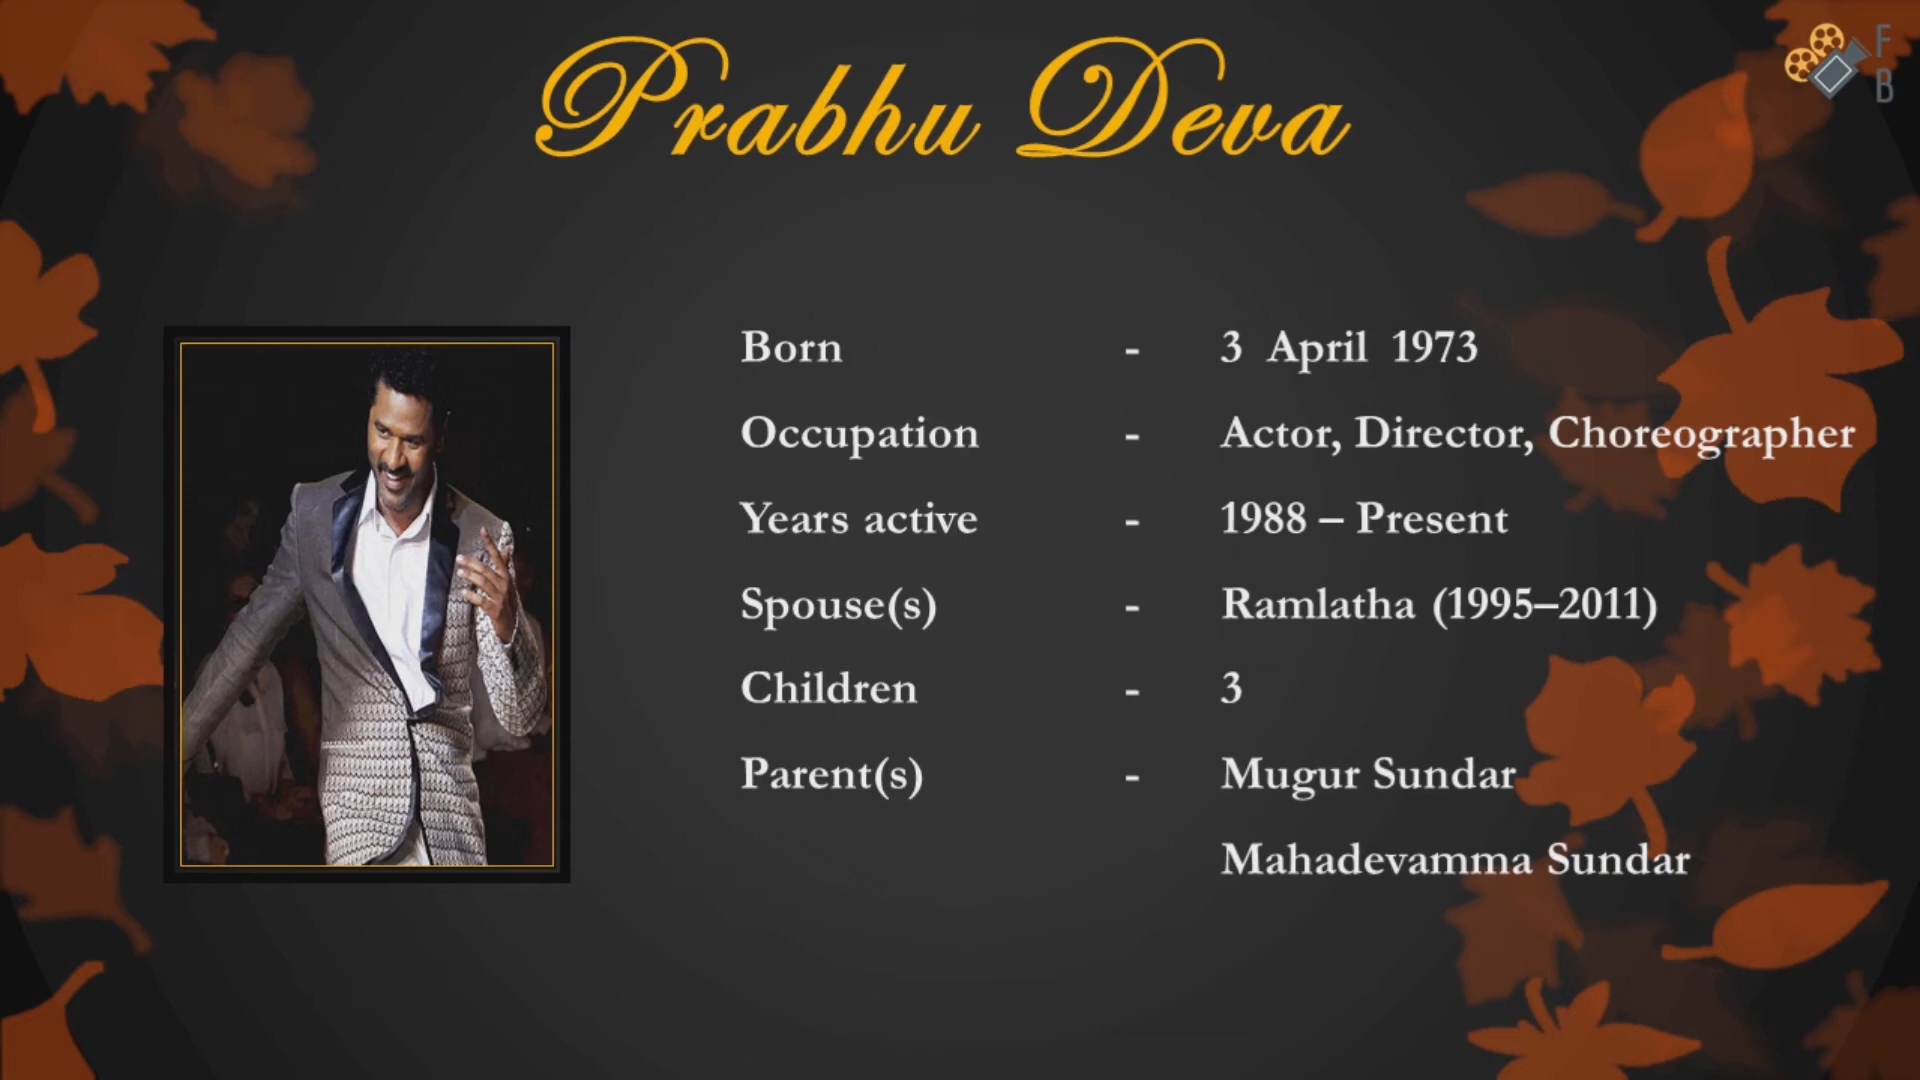 Prabhu Deva
F
B
Born - 3 April 1973
Occupation - Actor, Director, Choreographer
Years active - 1988 – Present
Spouse(s) - Ramlatha (1995–2011)
Children - 3
Parent(s) - Mugur Sundar
Mahadevamma Sundar